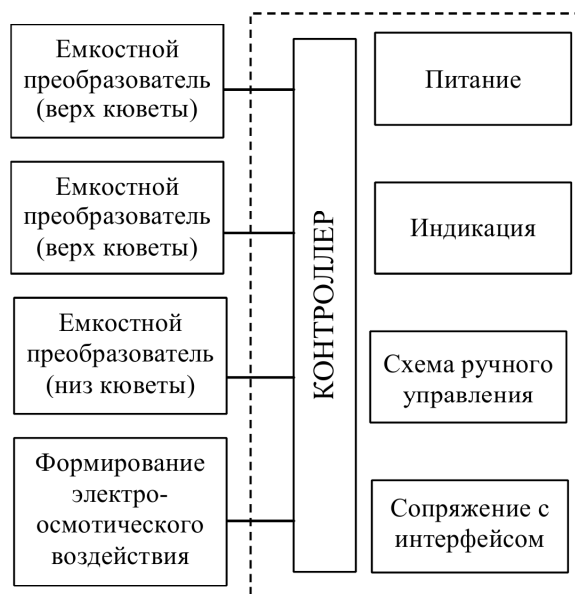 Емкостной
преобразователь
(верх кюветы)
Емкостной
преобразователь
(верх кюветы)
Емкостной
преобразователь
(низ кюветы)
Формирование
электро-
осмотического
воздействия
КОНТРОЛЛЕР
Питание
Индикация
Схема ручного
управления
Сопряжение с
интерфейсом